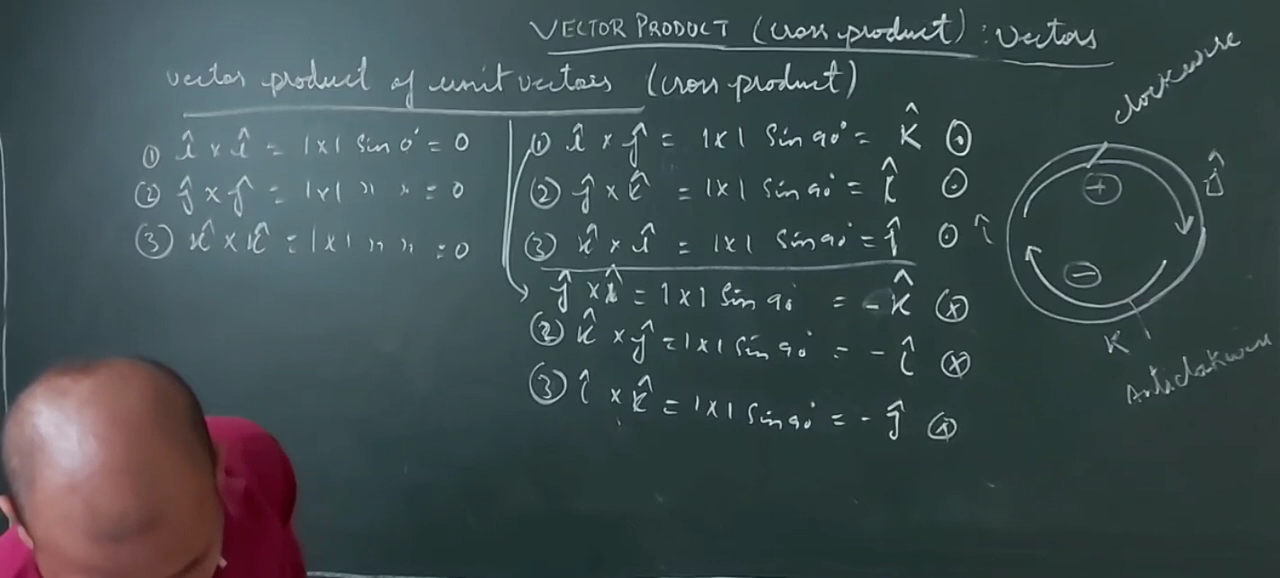 VECTOR PRODUCT (cross product) : vectors
vector product of unit vectors (cross product)
① î × î = 1×1 sin 0° = 0
② ĵ × ĵ = 1×1 〃 〃 = 0
③ k̂ × k̂ = 1×1 〃 〃 = 0
① î × ĵ = 1×1 Sin 90° = k̂ ⊙
② ĵ × k̂ = 1×1 Sin 90° = î ⊙
③ k̂ × î = 1×1 Sin 90° = ĵ ⊙
ĵ × î = 1×1 Sin 90° = - k̂ ⊗
② k̂ × ĵ = 1×1 Sin 90° = - î ⊗
③ î × k̂ = 1×1 Sin 90° = - ĵ ⊗
clockwise
⊕
ĵ
î
⊖
K
Anticlockwise